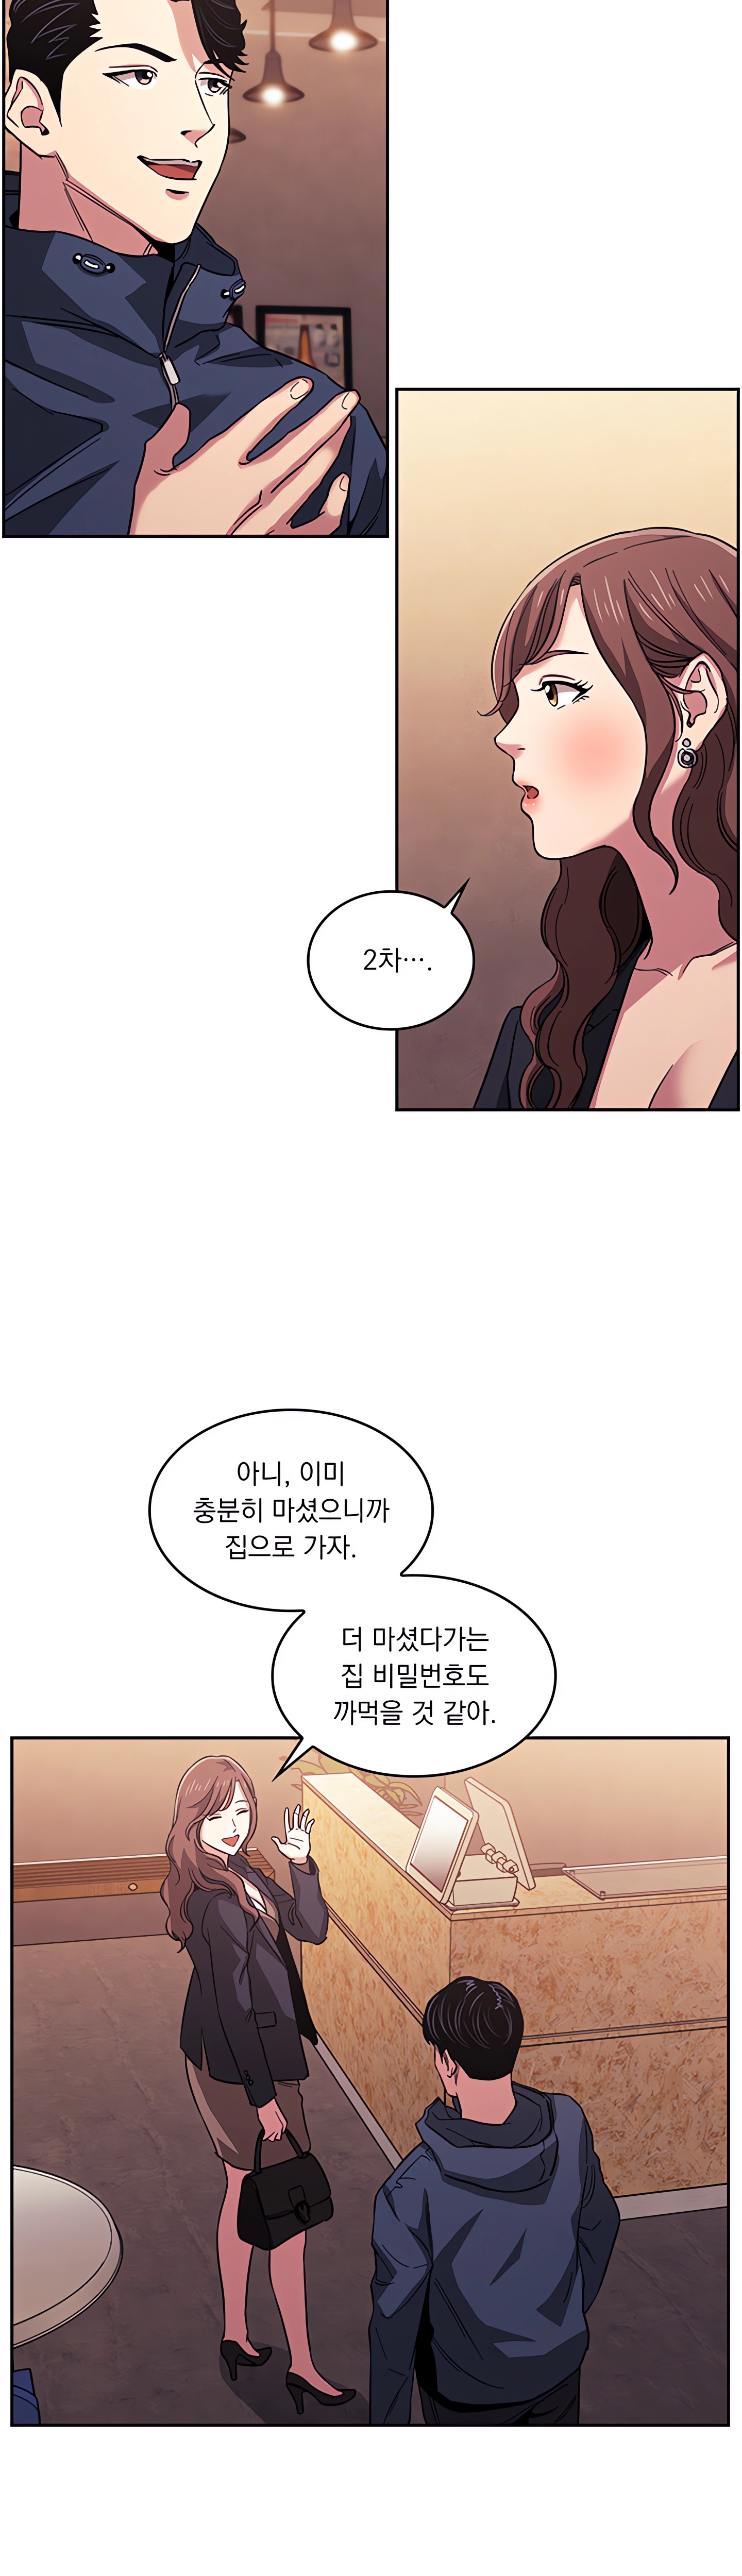 2차….
아니, 이미
충분히 마셨으니까
집으로 가자.
더 마셨다가는
집 비밀번호도
까먹을 것 같아.